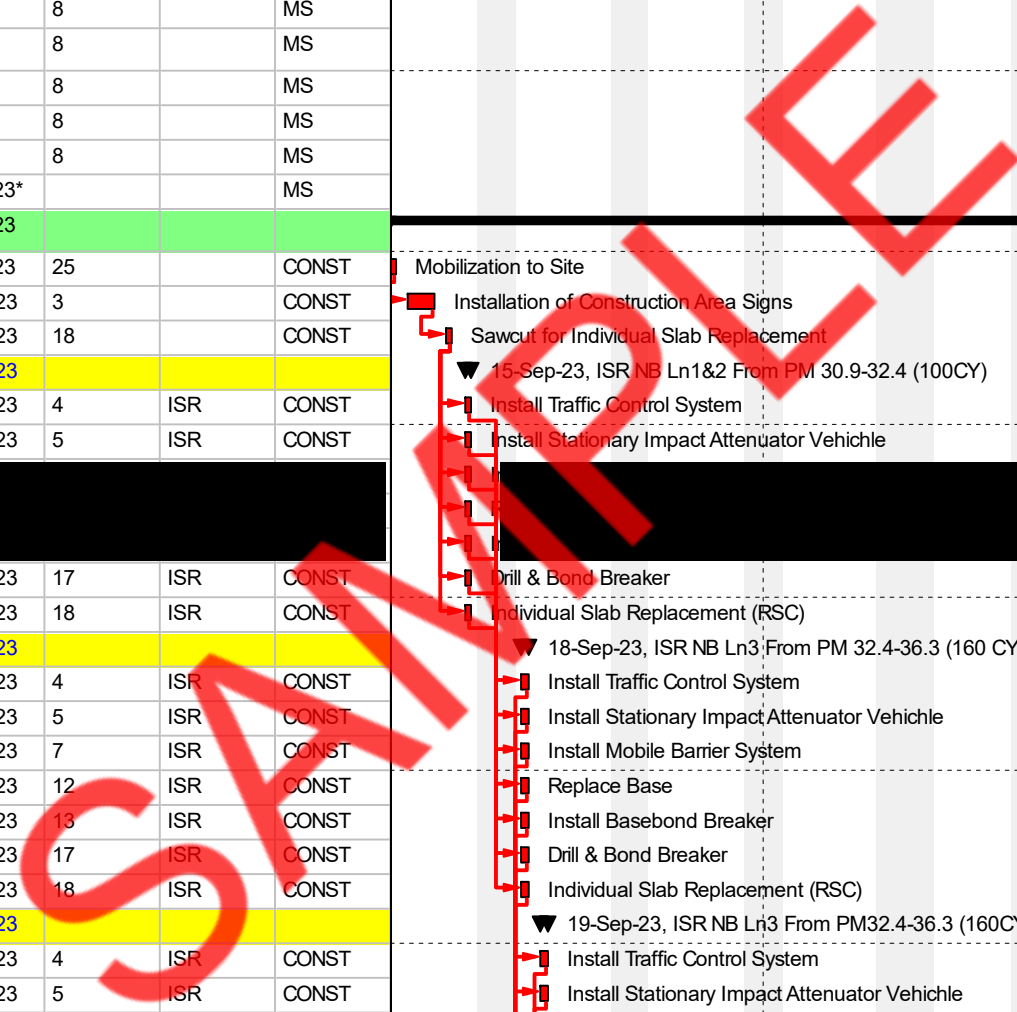 8 MS
8 MS
8 MS
8 MS
8 MS
23* MS
23
23 25 CONST Mobilization to Site
23 3 CONST Installation of Construction Area Signs
23 18 CONST Sawcut for Individual Slab Replacement
23 15-Sep-23, ISR NB Ln1&2 From PM 30.9-32.4 (100CY)
23 4 ISR CONST Install Traffic Control System
23 5 ISR CONST Install Stationary Impact Attenuator Vehichle
23 17 ISR CONST Drill & Bond Breaker
23 18 ISR CONST Individual Slab Replacement (RSC)
23 18-Sep-23, ISR NB Ln3 From PM 32.4-36.3 (160 CY
23 4 ISR CONST Install Traffic Control System
23 5 ISR CONST Install Stationary Impact Attenuator Vehichle
23 7 ISR CONST Install Mobile Barrier System
23 12 ISR CONST Replace Base
23 13 ISR CONST Install Basebond Breaker
23 17 ISR CONST Drill & Bond Breaker
23 18 ISR CONST Individual Slab Replacement (RSC)
23 19-Sep-23, ISR NB Ln3 From PM32.4-36.3 (160CY
23 4 ISR CONST Install Traffic Control System
23 5 ISR CONST Install Stationary Impact Attenuator Vehichle
SAMPLE